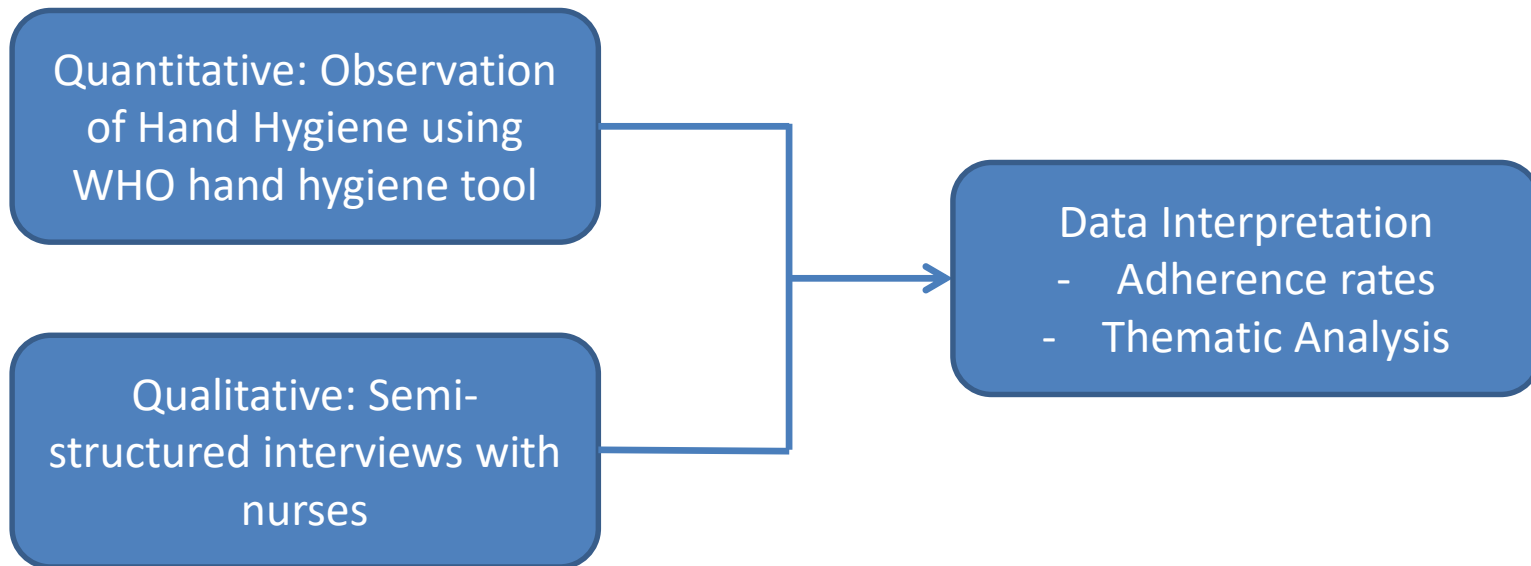 Quantitative: Observation
of Hand Hygiene using
WHO hand hygiene tool
Qualitative: Semi-
structured interviews with
nurses
Data Interpretation
- Adherence rates
- Thematic Analysis